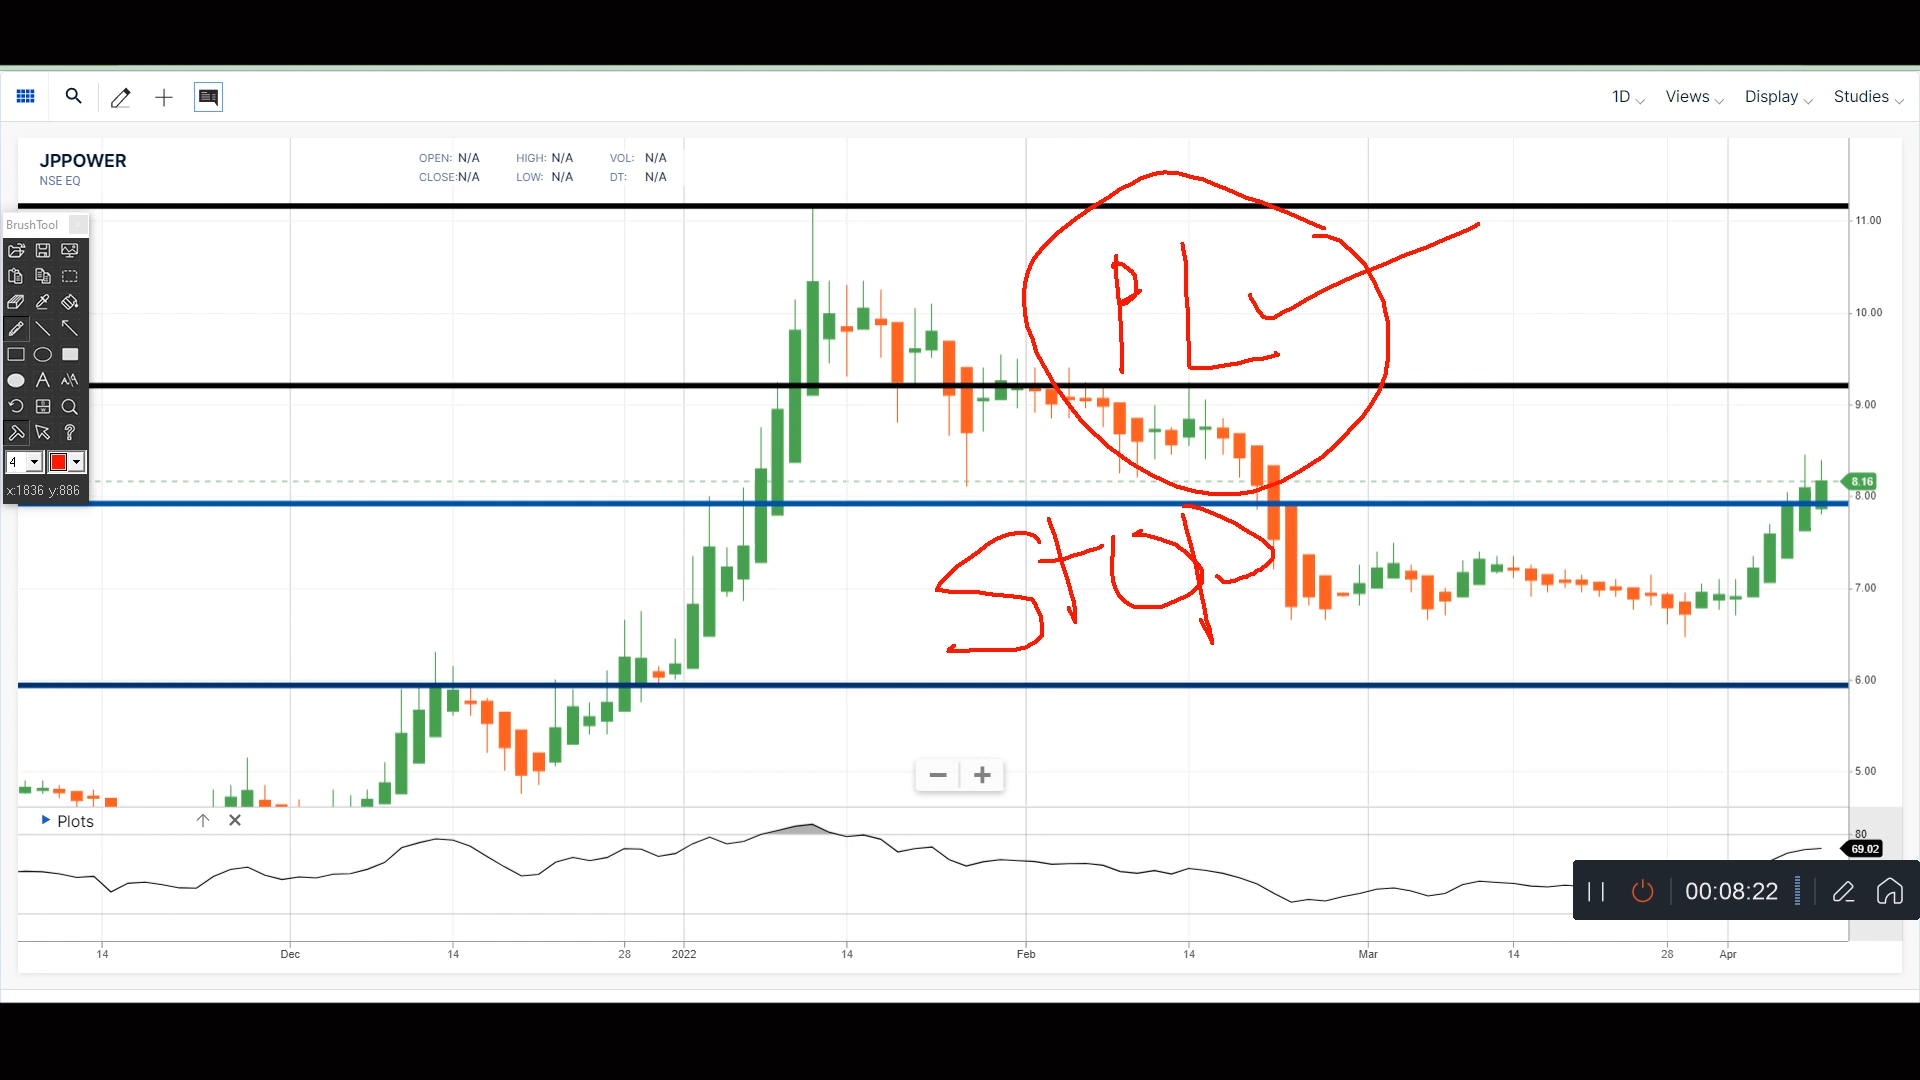 1D Views Display Studies
JPPOWER
NSE EQ
OPEN: N/A HIGH: N/A VOL: N/A
CLOSE:N/A LOW: N/A DT: N/A
BrushTool
11.00
PL
10.00
9.00
4
8.16
x:1836 y:886
8.00
STOP
7.00
6.00
5.00
Plots
80
69.02
00:08:22
14 Dec 14 28 2022 14 Feb 14 Mar 14 28 Apr